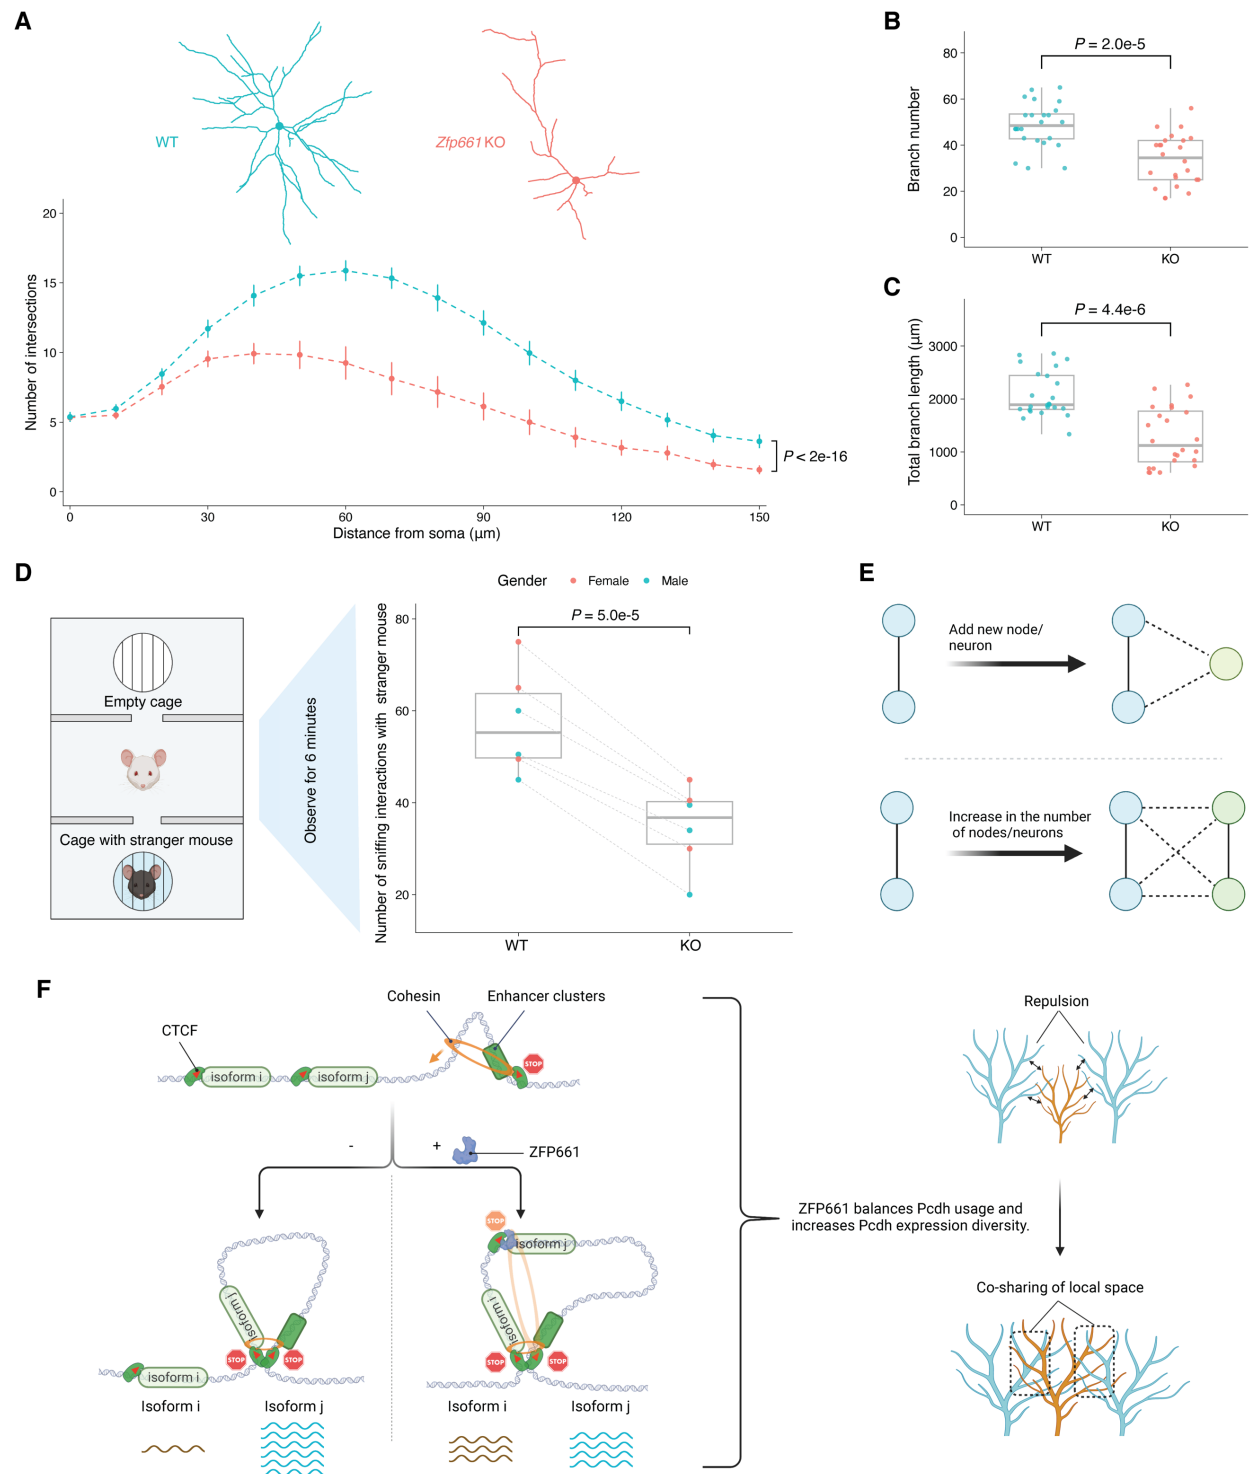 A
WT
Zfp661 KO
20
15
10
5
0
Number of intersections
0
30
60
90
120
150
Distance from soma (μm)
P < 2e-16
B
P = 2.0e-5
80
60
40
20
0
Branch number
WT
KO
C
P = 4.4e-6
3000
2000
1000
0
Total branch length (μm)
WT
KO
D
Empty cage
Cage with stranger mouse
Observe for 6 minutes
Gender
Female
Male
P = 5.0e-5
80
60
40
20
Number of sniffing interactions with stranger mouse
WT
KO
E
Add new node/
neuron
Increase in the number
of nodes/neurons
F
Cohesin
Enhancer clusters
CTCF
isoform i
isoform j
STOP
-
+
ZFP661
isoform j
STOP
STOP
isoform i
Isoform i
Isoform j
STOP
isoform j
isoform i
STOP
STOP
Isoform i
Isoform j
ZFP661 balances Pcdh usage and
increases Pcdh expression diversity.
Repulsion
Co-sharing of local space